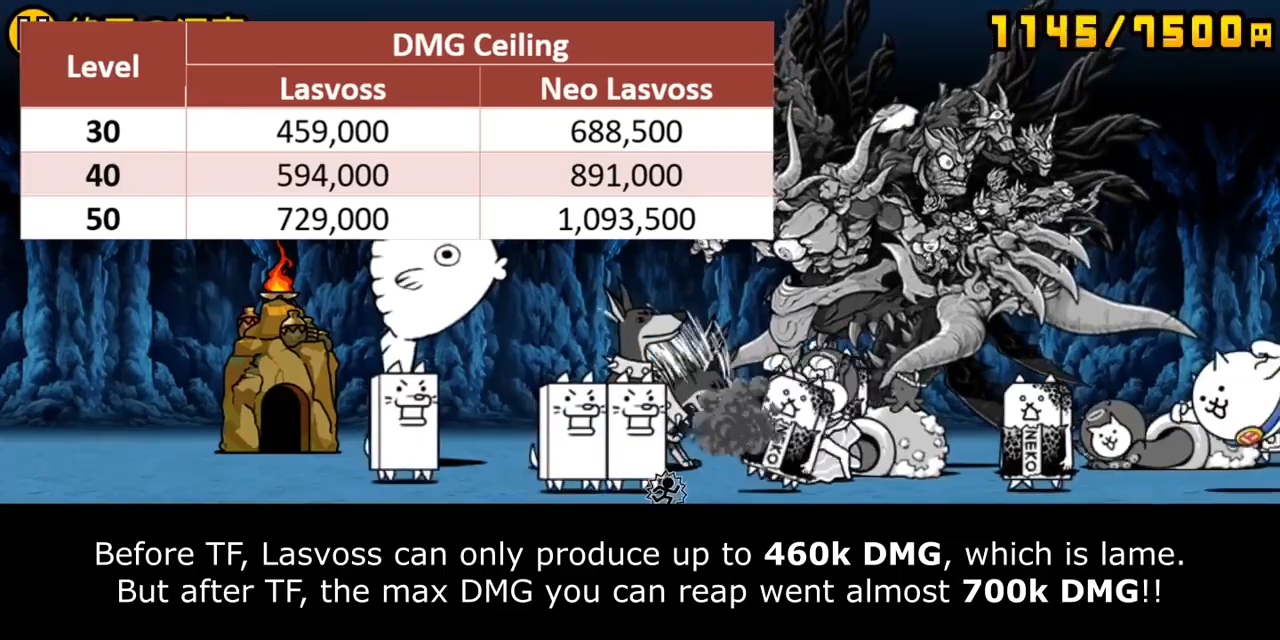 1145/7500円
Level
DMG Ceiling
Lasvoss
Neo Lasvoss
30
459,000
688,500
40
594,000
891,000
50
729,000
1,093,500
NEKO
NEKO
Before TF, Lasvoss can only produce up to 460k DMG, which is lame.
But after TF, the max DMG you can reap went almost 700k DMG!!